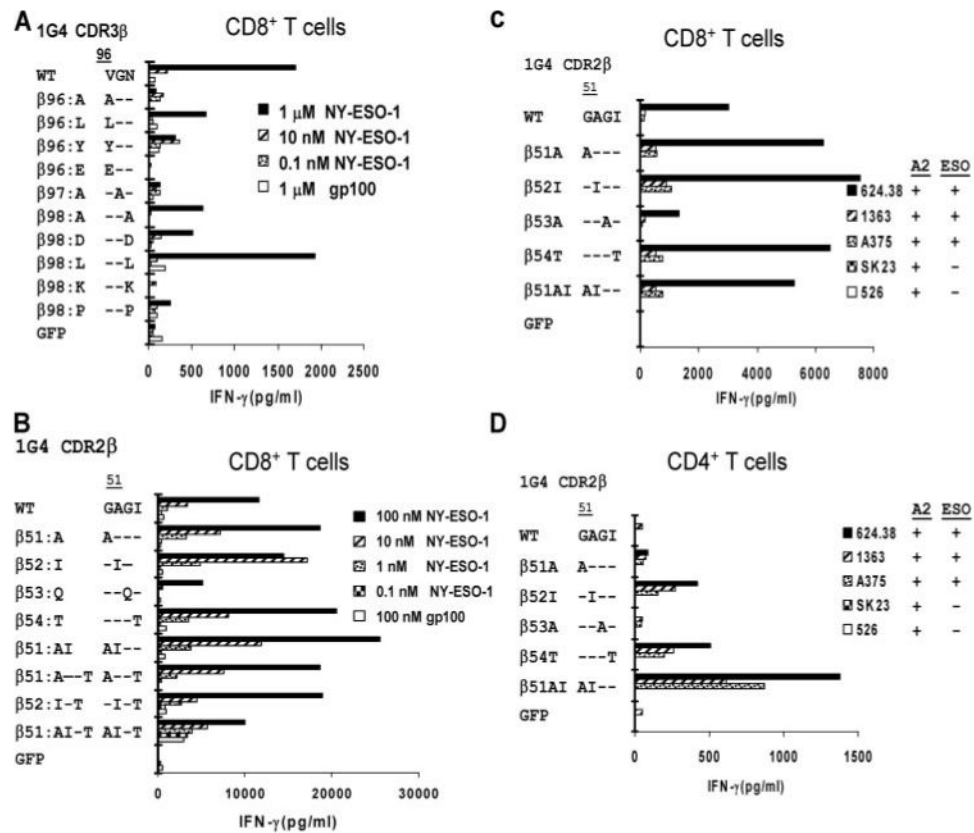 A
1G4 CDR3β
CD8+ T cells
96
WT VGN
β96:A A--
β96:L L--
β96:Y Y--
β96:E E--
β97:A -A-
β98:A --A
β98:D --D
β98:L --L
β98:K --K
β98:P --P
GFP
1 µM NY-ESO-1
10 nM NY-ESO-1
0.1 nM NY-ESO-1
1 µM gp100
0 500 1000 1500 2000 2500
IFN-γ(pg/ml)
B
1G4 CDR2β
CD8+ T cells
51
WT GAGI
β51:A A---
β52:I -I--
β53:Q --Q-
β54:T ---T
β51:AI AI--
β51:A--T A--T
β52:I-T -I-T
β51:AI-T AI-T
GFP
100 nM NY-ESO-1
10 nM NY-ESO-1
1 nM NY-ESO-1
0.1 nM NY-ESO-1
100 nM gp100
0 10000 20000 30000
IFN-γ(pg/ml)
C
CD8+ T cells
1G4 CDR2β
51
WT GAGI
β51A A---
β52I -I--
β53A --A-
β54T ---T
β51AI AI--
GFP
A2 ESO
624.38 + +
1363 + +
A375 + +
SK23 + –
526 + –
0 2000 4000 6000 8000
IFN-γ(pg/ml)
D
CD4+ T cells
1G4 CDR2β
51
WT GAGI
β51A A---
β52I -I--
β53A --A-
β54T ---T
β51AI AI--
GFP
A2 ESO
624.38 + +
1363 + +
A375 + +
SK23 + –
526 + –
0 500 1000 1500
IFN-γ(pg/ml)